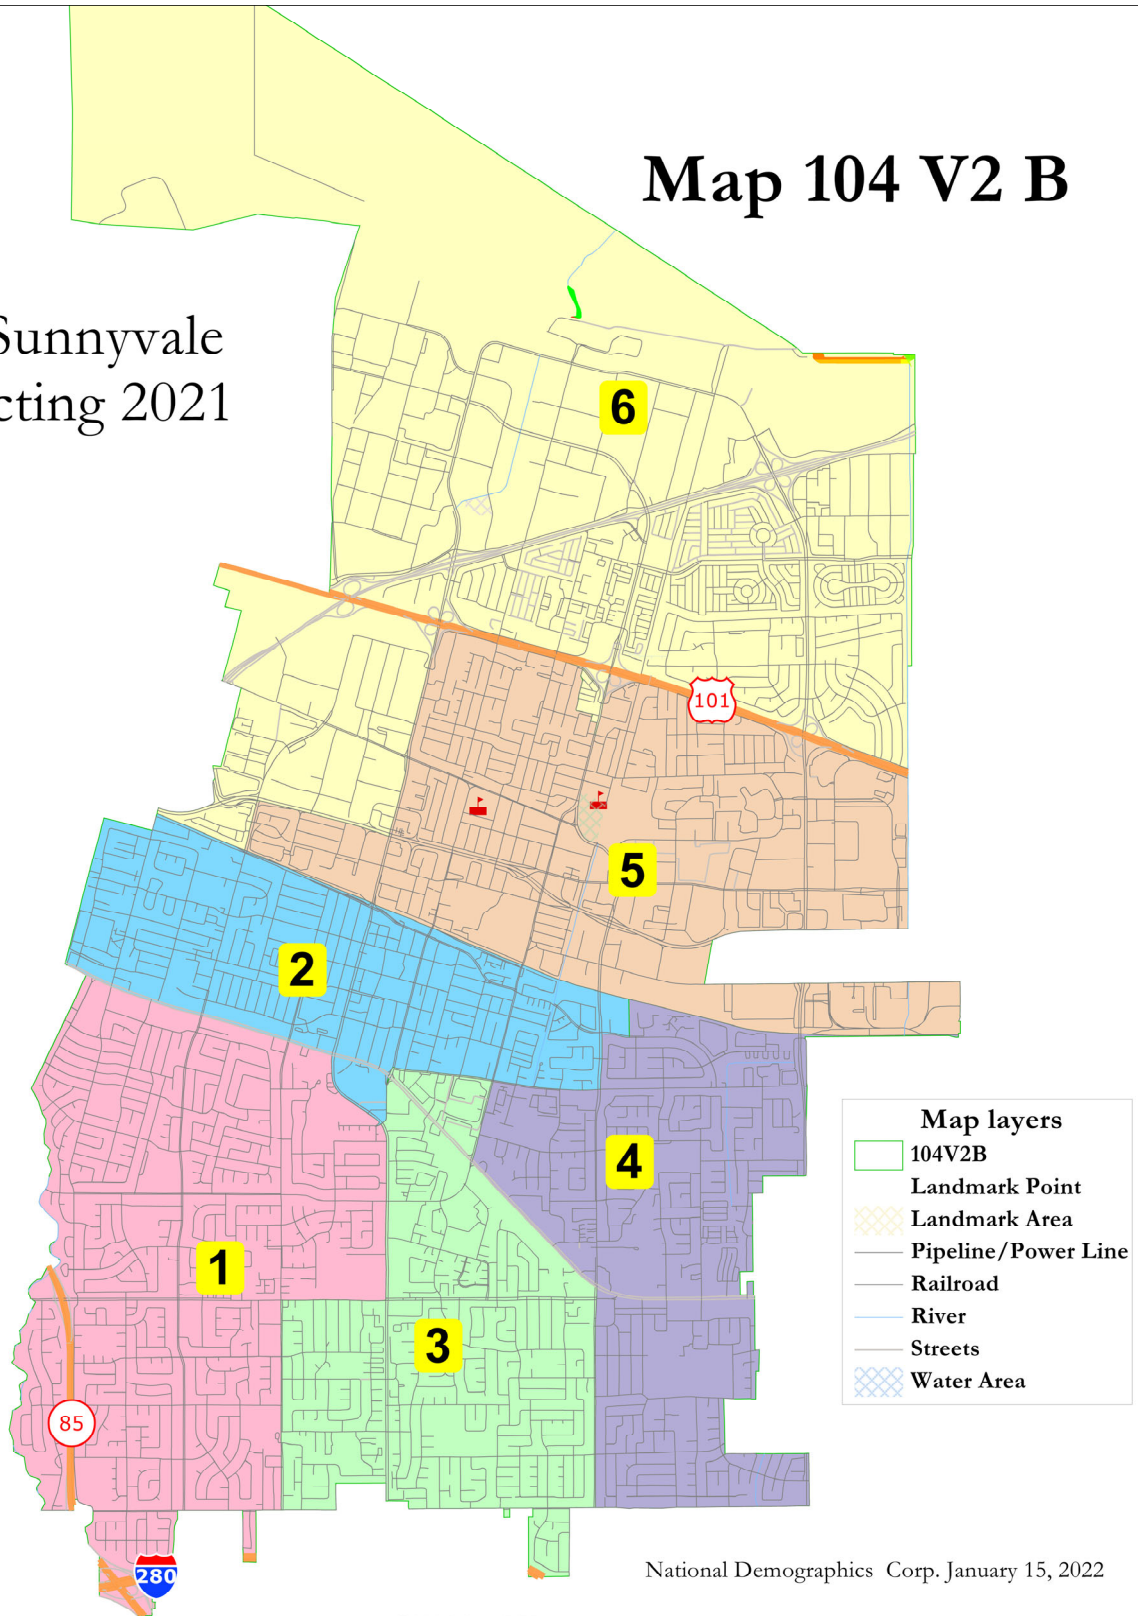 Map 104 V2 B
Sunnyvale
cting 2021
6
101
5
2
4
1
3
85
280
Map layers
104V2B
Landmark Point
Landmark Area
Pipeline/Power Line
Railroad
River
Streets
Water Area
National Demographics Corp. January 15, 2022